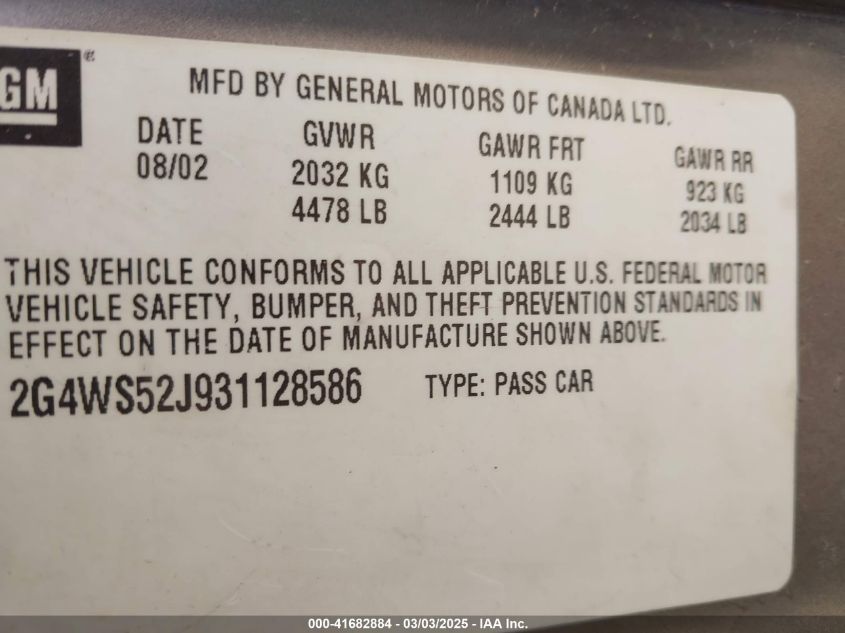 GM ®
MFD BY GENERAL MOTORS OF CANADA LTD.
DATE GVWR GAWR FRT GAWR RR
08/02 2032 KG 1109 KG 923 KG
4478 LB 2444 LB 2034 LB
THIS VEHICLE CONFORMS TO ALL APPLICABLE U.S. FEDERAL MOTOR
VEHICLE SAFETY, BUMPER, AND THEFT PREVENTION STANDARDS IN
EFFECT ON THE DATE OF MANUFACTURE SHOWN ABOVE.
2G4WS52J931128586 TYPE: PASS CAR
000-41682884 - 03/03/2025 - IAA Inc.